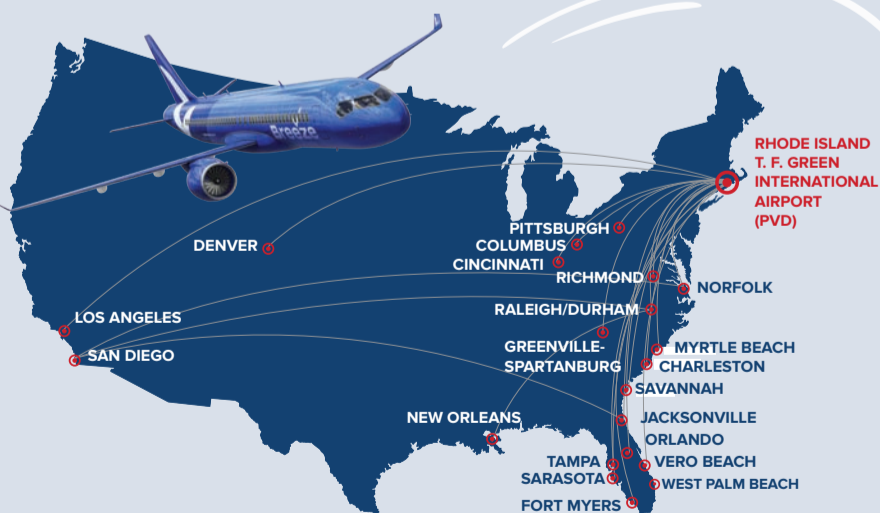 Breeze
RHODE ISLAND
T. F. GREEN
INTERNATIONAL
AIRPORT
(PVD)
PITTSBURGH
DENVER
COLUMBUS
CINCINNATI
RICHMOND
NORFOLK
LOS ANGELES
RALEIGH/DURHAM
SAN DIEGO
GREENVILLE-
SPARTANBURG
MYRTLE BEACH
CHARLESTON
SAVANNAH
NEW ORLEANS
JACKSONVILLE
ORLANDO
TAMPA
VERO BEACH
SARASOTA
WEST PALM BEACH
FORT MYERS